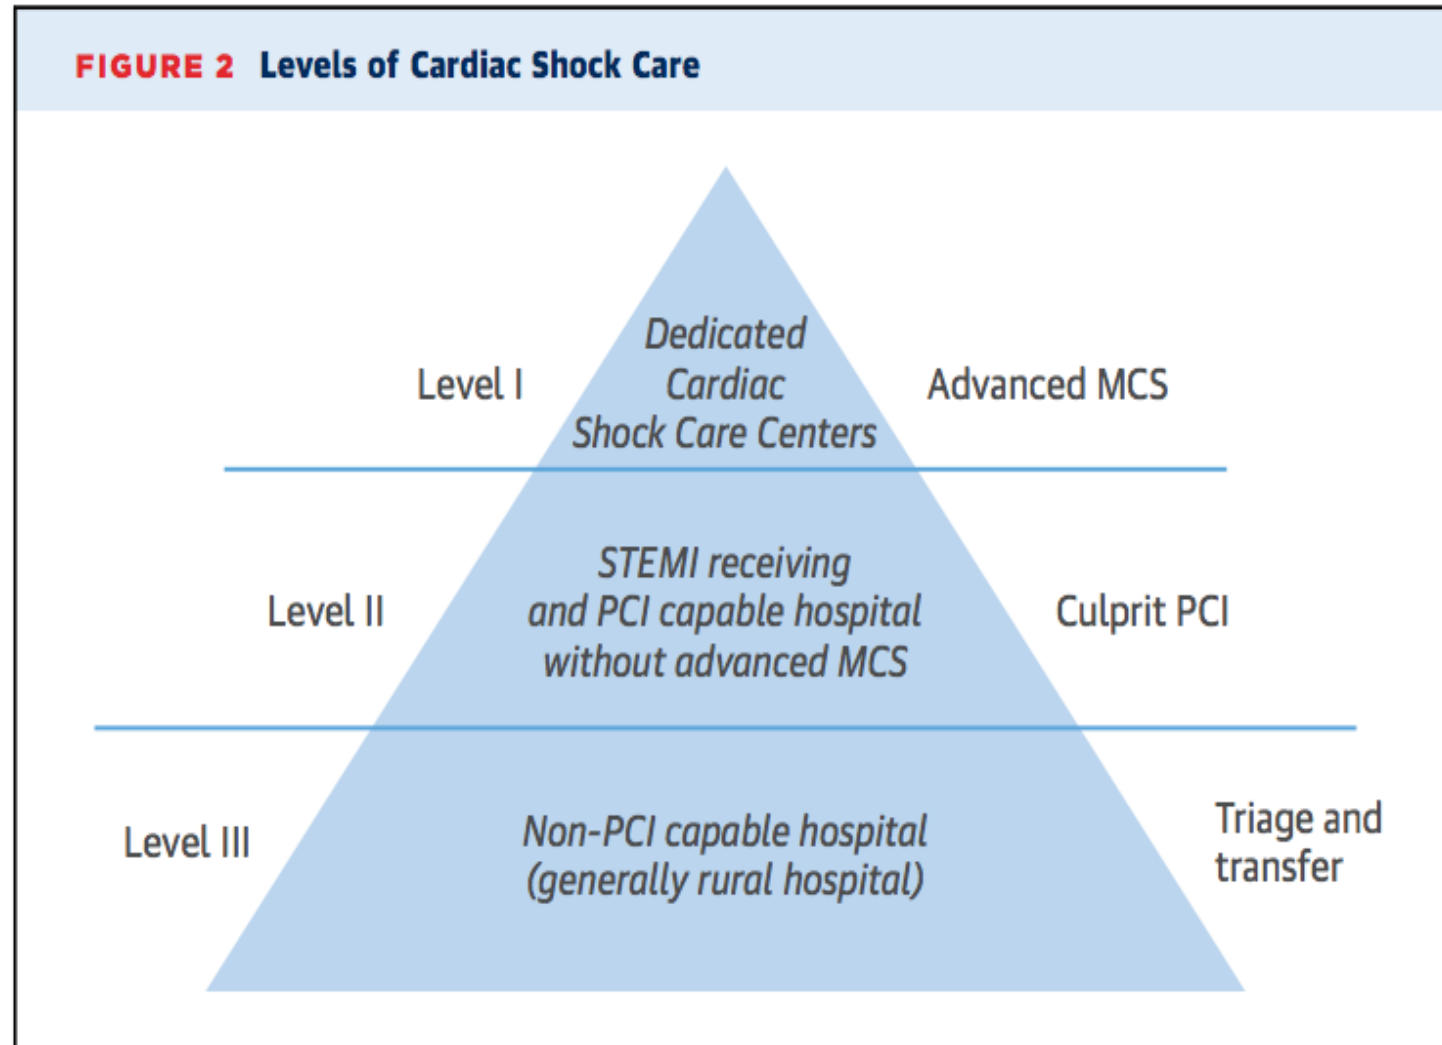 FIGURE 2 Levels of Cardiac Shock Care
Dedicated
Cardiac
Shock Care Centers
Level I
Advanced MCS
STEMI receiving
and PCI capable hospital
without advanced MCS
Level II
Culprit PCI
Non-PCI capable hospital
(generally rural hospital)
Level III
Triage and
transfer